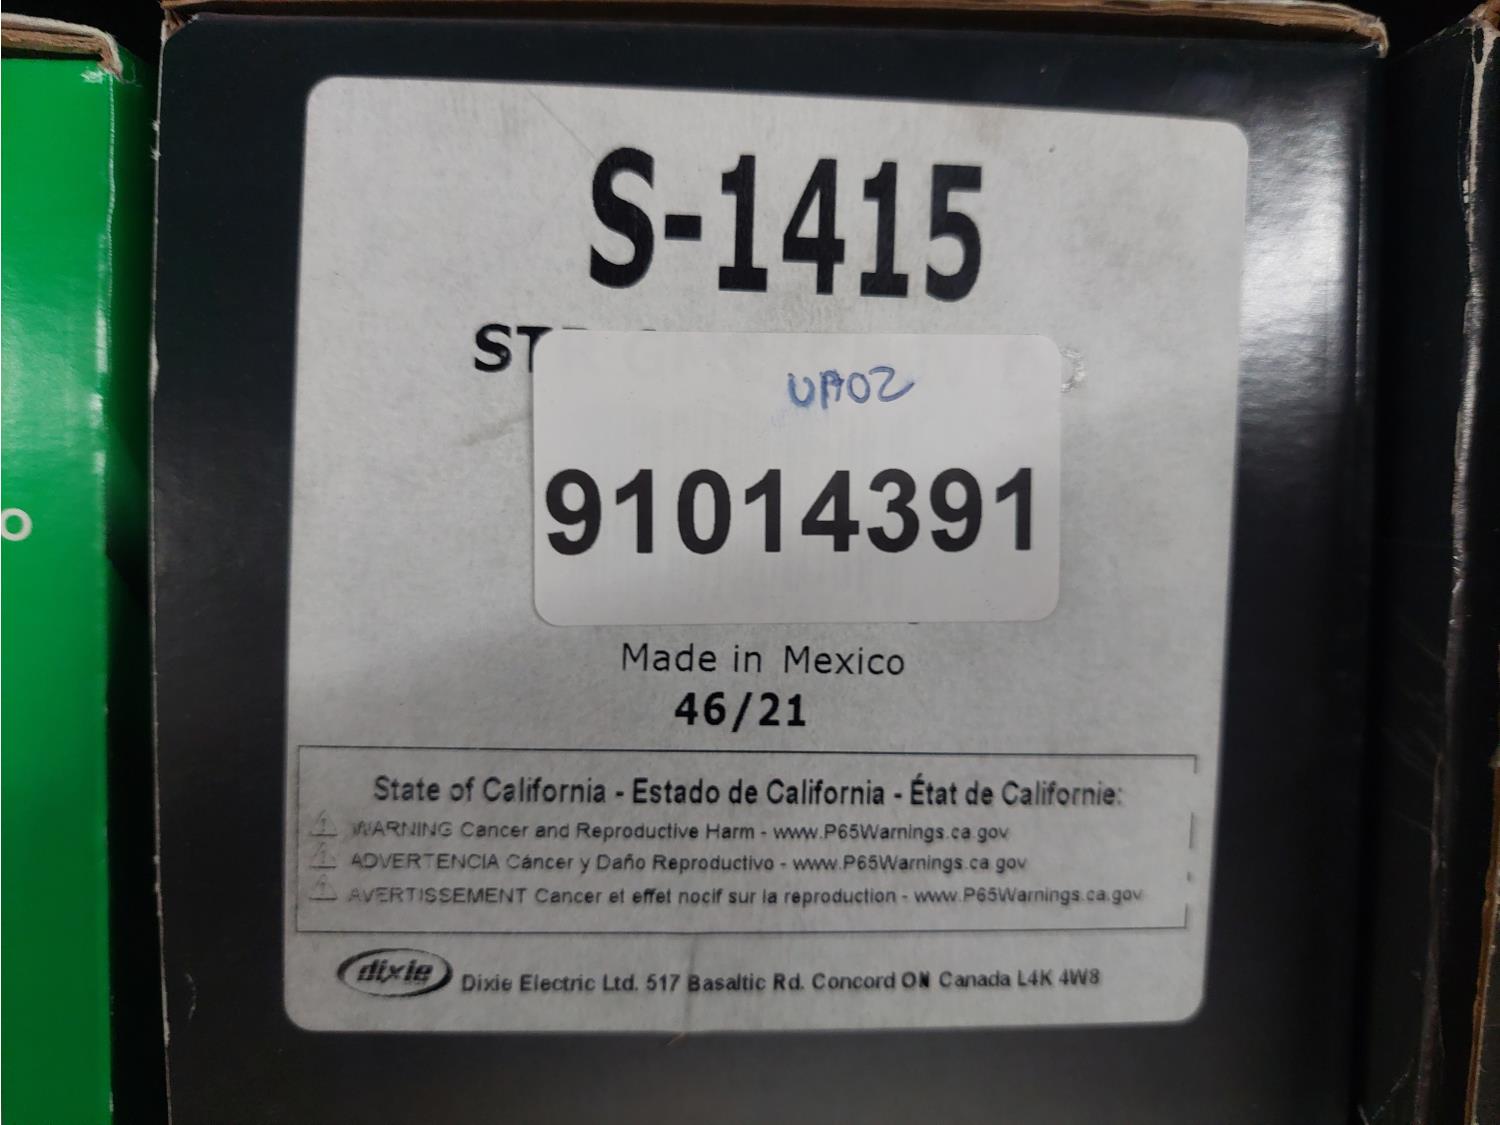 S-1415
UA02
91014391
Made in Mexico
46/21
State of California - Estado de California - État de Californie:
WARNING Cancer and Reproductive Harm - www.P65Warnings.ca.gov
ADVERTENCIA Cáncer y Daño Reproductivo - www.P65Warnings.ca.gov
AVERTISSEMENT Cancer et effet nocif sur la reproduction - www.P65Warnings.ca.gov
dixie
Dixie Electric Ltd. 517 Basaltic Rd. Concord ON Canada L4K 4W8
O